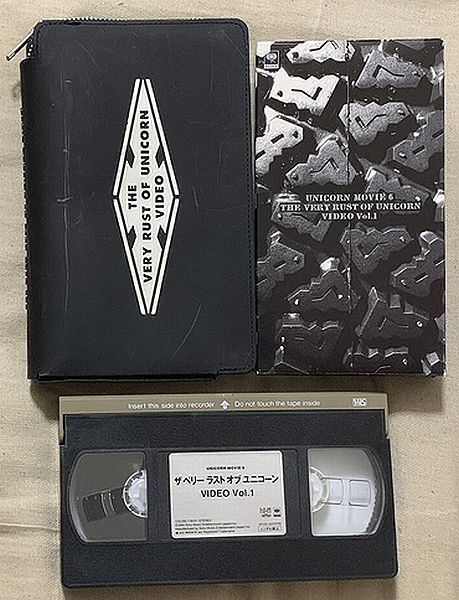 THE
VERY RUST OF UNICORN
VIDEO
UNICORN MOVIE 6
THE VERY RUST OF UNICORN
VIDEO Vol.1
Insert this side into recorder ⇧ Do not touch the tape inside
VHS
UNICORN MOVIE 6
ザ ベリー ラスト オブ ユニコーン
VIDEO Vol.1